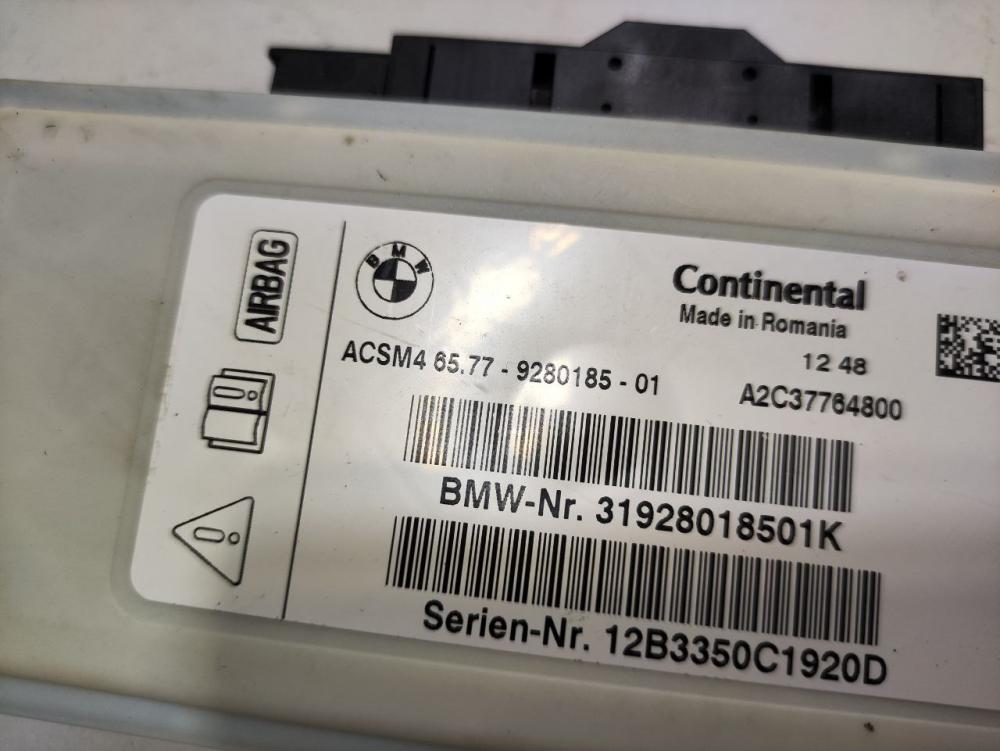 AIRBAG
BMW
Continental
Made in Romania
12 48
ACSM4 65.77 - 9280185 - 01
A2C37764800
BMW-Nr. 31928018501K
Serien-Nr. 12B3350C1920D